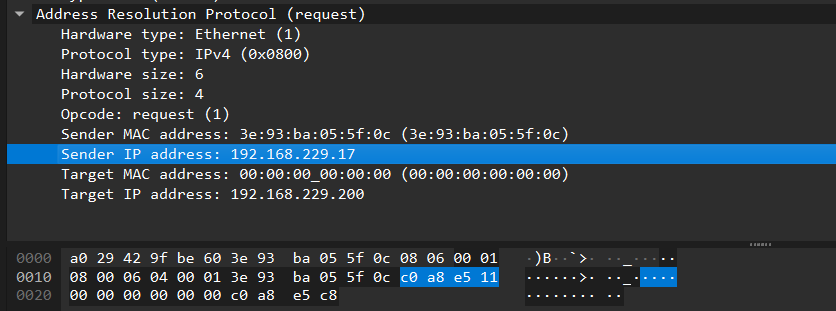 Address Resolution Protocol (request)
Hardware type: Ethernet (1)
Protocol type: IPv4 (0x0800)
Hardware size: 6
Protocol size: 4
Opcode: request (1)
Sender MAC address: 3e:93:ba:05:5f:0c (3e:93:ba:05:5f:0c)
Sender IP address: 192.168.229.17
Target MAC address: 00:00:00_00:00:00 (00:00:00:00:00:00)
Target IP address: 192.168.229.200
0000 a0 29 42 9f be 60 3e 93 ba 05 5f 0c 08 06 00 01 ·)B··`>· ··_·····
0010 08 00 06 04 00 01 3e 93 ba 05 5f 0c c0 a8 e5 11 ······>· ··_·····
0020 00 00 00 00 00 00 c0 a8 e5 c8 ········ ··